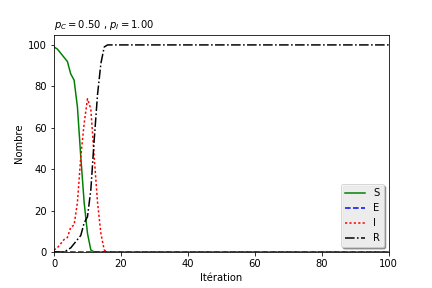 p_C = 0.50 , p_I = 1.00
100
80
60
40
20
0
Nombre
S
E
I
R
0 20 40 60 80 100
Itération